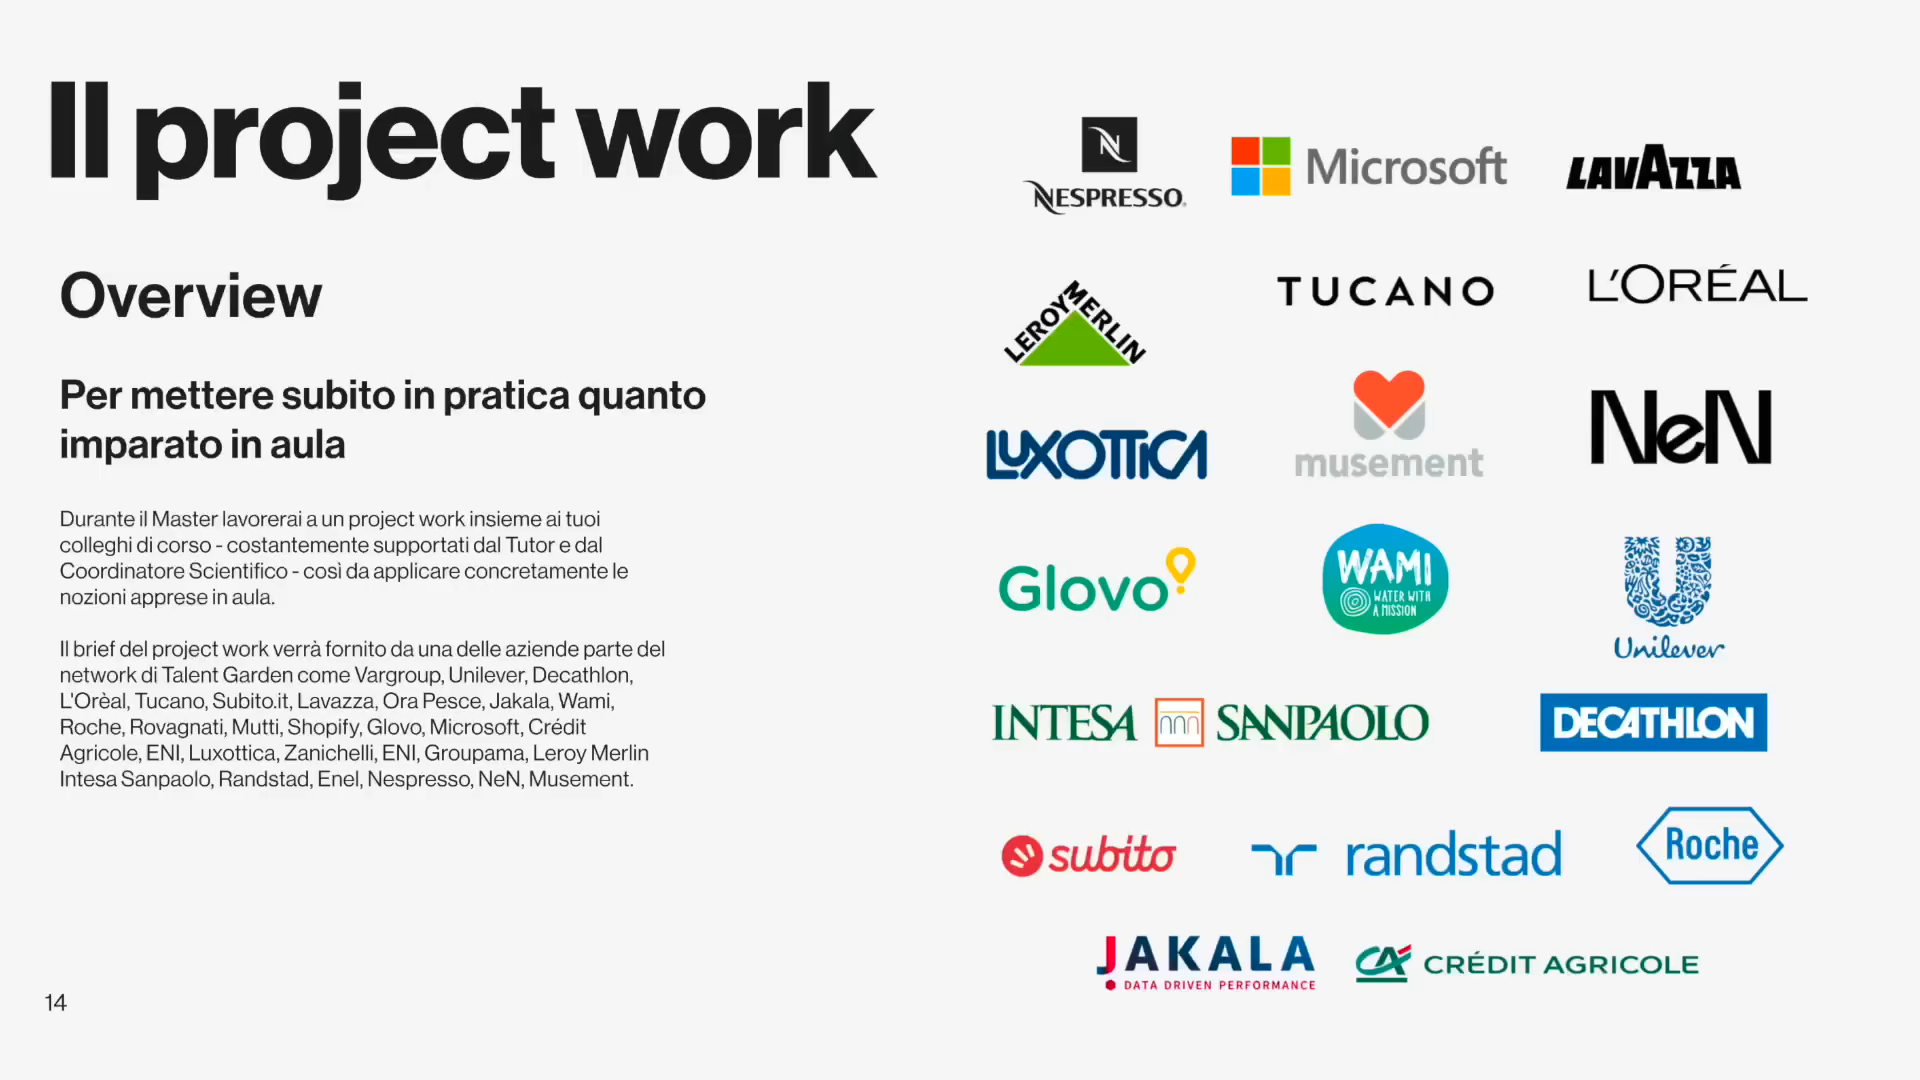 Il project work
Overview
Per mettere subito in pratica quanto
imparato in aula
Durante il Master lavorerai a un project work insieme ai tuoi
colleghi di corso - costantemente supportati dal Tutor e dal
Coordinatore Scientifico - così da applicare concretamente le
nozioni apprese in aula.
Il brief del project work verrà fornito da una delle aziende parte del
network di Talent Garden come Vargroup, Unilever, Decathlon,
L'Orèal, Tucano, Subito.it, Lavazza, Ora Pesce, Jakala, Wami,
Roche, Rovagnati, Mutti, Shopify, Glovo, Microsoft, Crédit
Agricole, ENI, Luxottica, Zanichelli, ENI, Groupama, Leroy Merlin
Intesa Sanpaolo, Randstad, Enel, Nespresso, NeN, Musement.
14
N
NESPRESSO
Microsoft
LAVAZZA
LEROY MERLIN
TUCANO
L'ORÉAL
LUXOTTICA
musement
NeN
Glovo
WAMI
WATER WITH
A MISSION
U
Unilever
INTESA SANPAOLO
DECATHLON
subito
randstad
Roche
JAKALA
DATA DRIVEN PERFORMANCE
CA CRÉDIT AGRICOLE